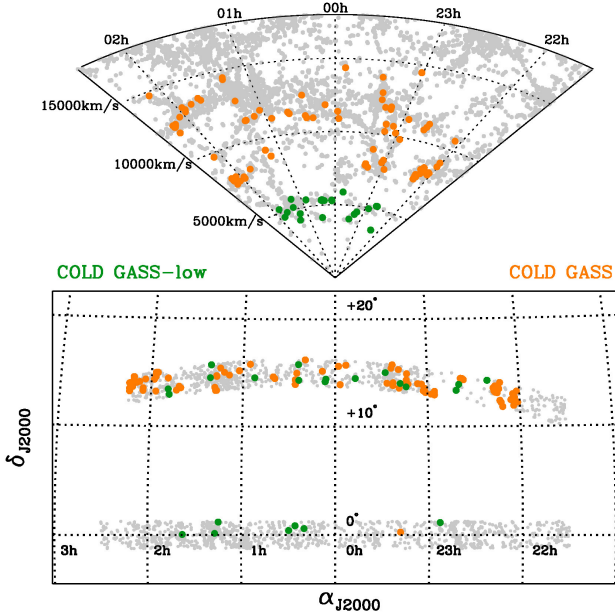 02h 01h 00h 23h 22h
15000km/s
10000km/s
5000km/s
COLD GASS-low COLD GASS
+20°
+10°
0°
3h 2h 1h 0h 23h 22h
δJ2000
αJ2000